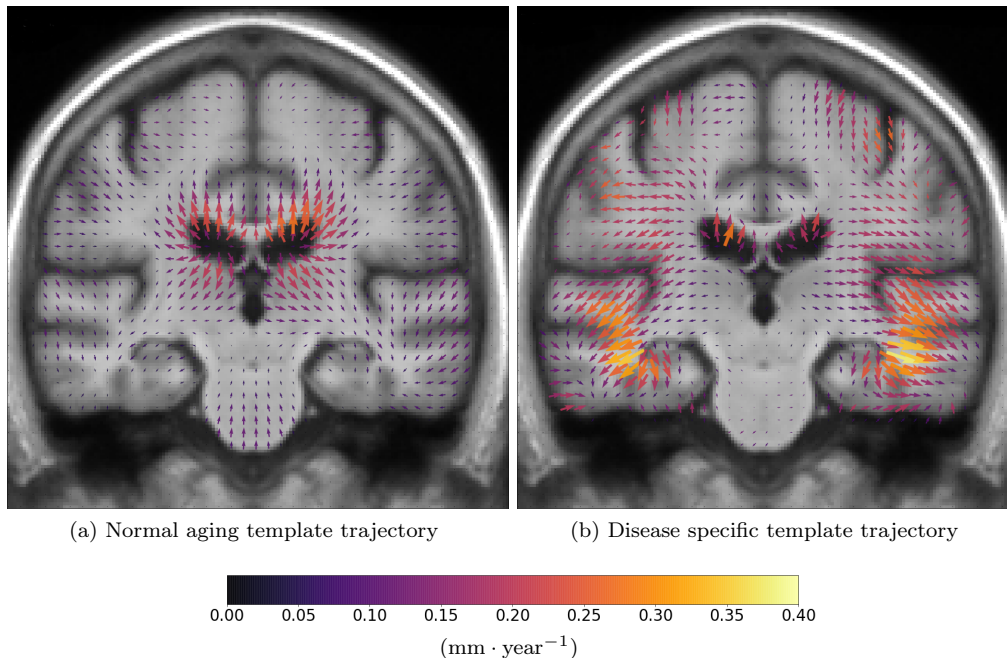 (a) Normal aging template trajectory
(b) Disease specific template trajectory
0.00 0.05 0.10 0.15 0.20 0.25 0.30 0.35 0.40
(mm · year⁻¹)